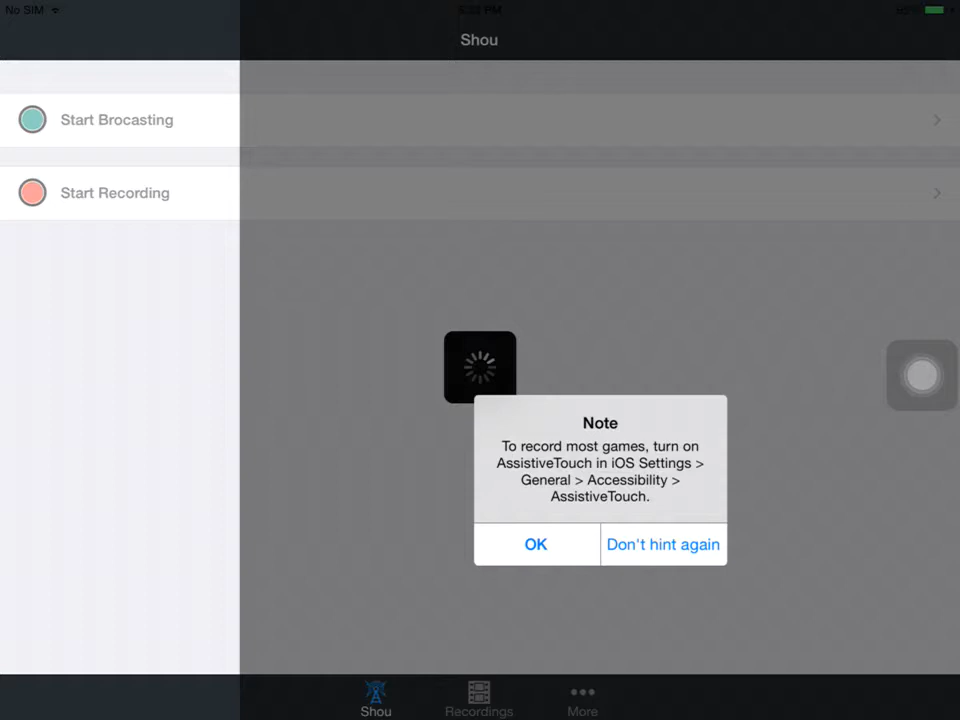 No SIM
Shou
Start Brocasting
Start Recording
Note
To record most games, turn on
AssistiveTouch in iOS Settings >
General > Accessibility >
AssistiveTouch.
OK
Don't hint again
Shou
Recordings
More